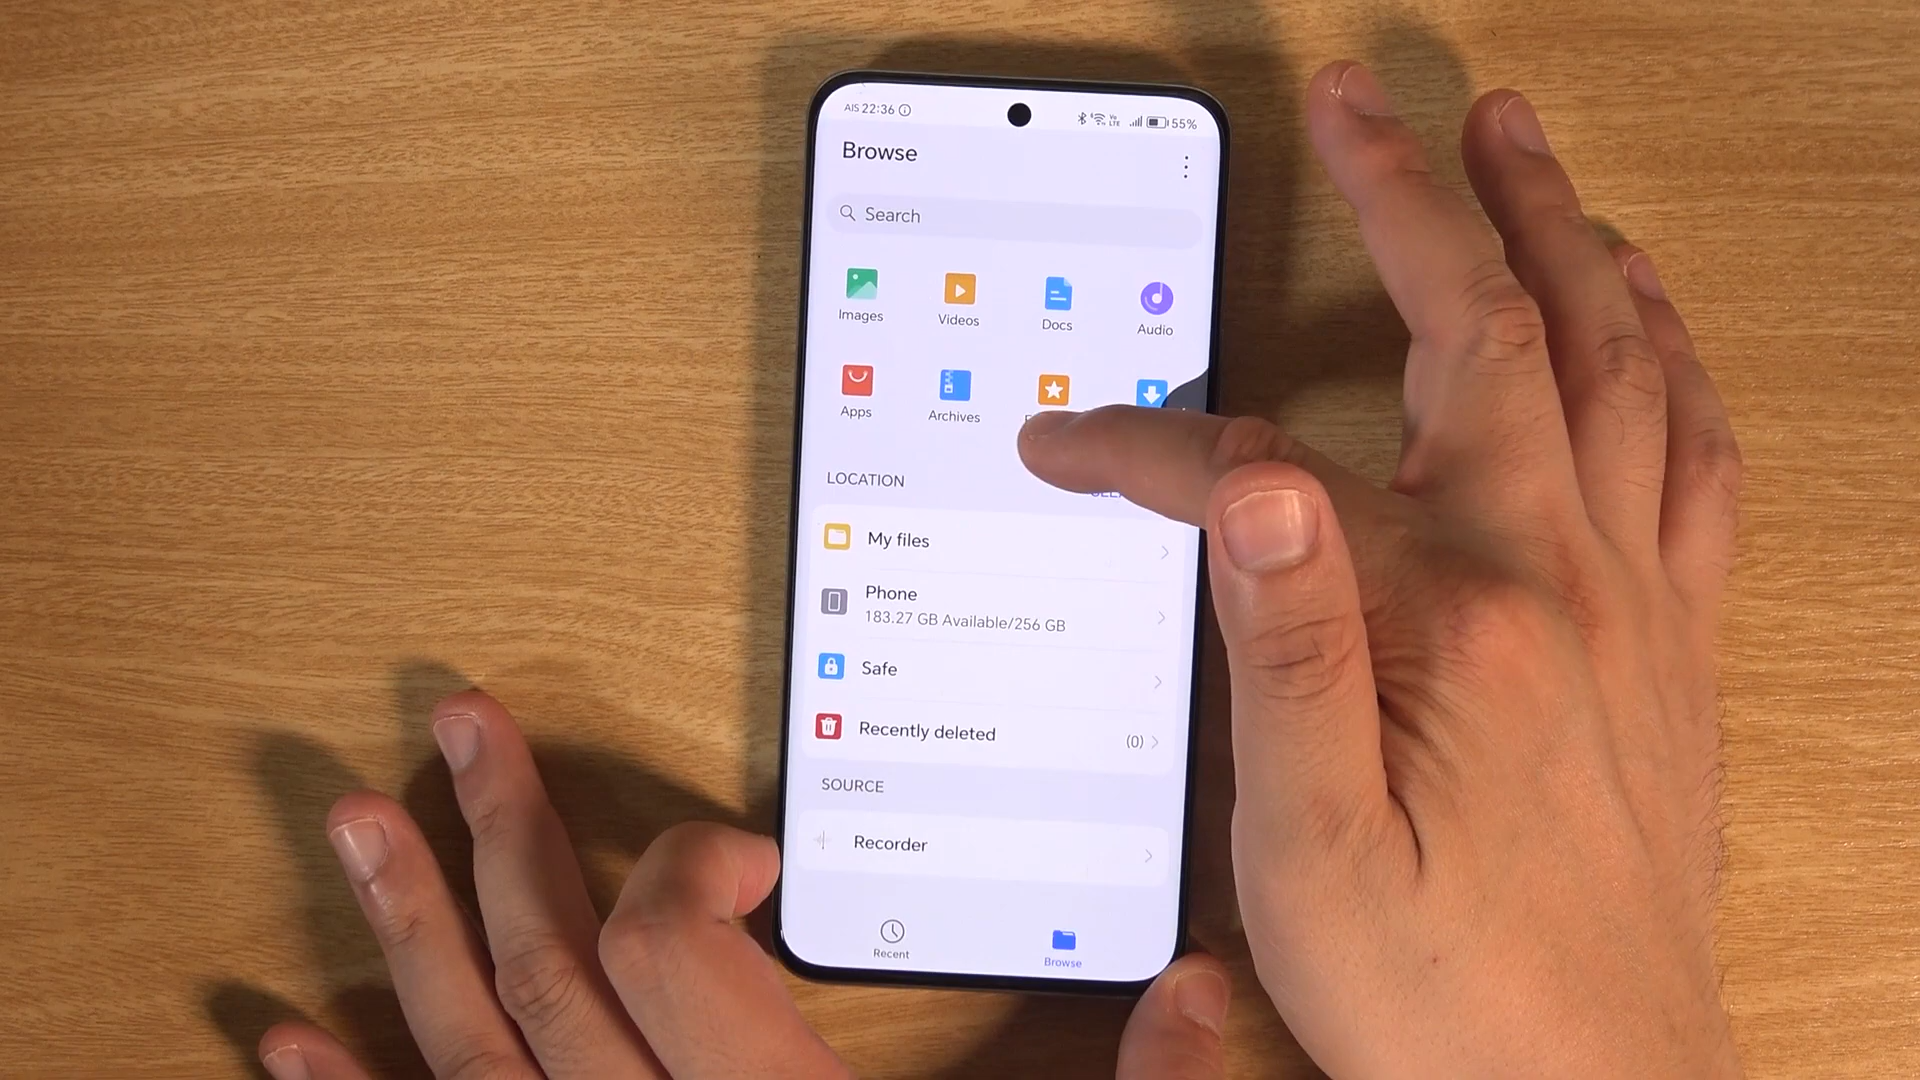 AIS 22:36 55%
Browse
Search
Images Videos Docs Audio
Apps Archives
LOCATION
My files
Phone
183.27 GB Available/256 GB
Safe
Recently deleted (0)
SOURCE
Recorder
Recent Browse